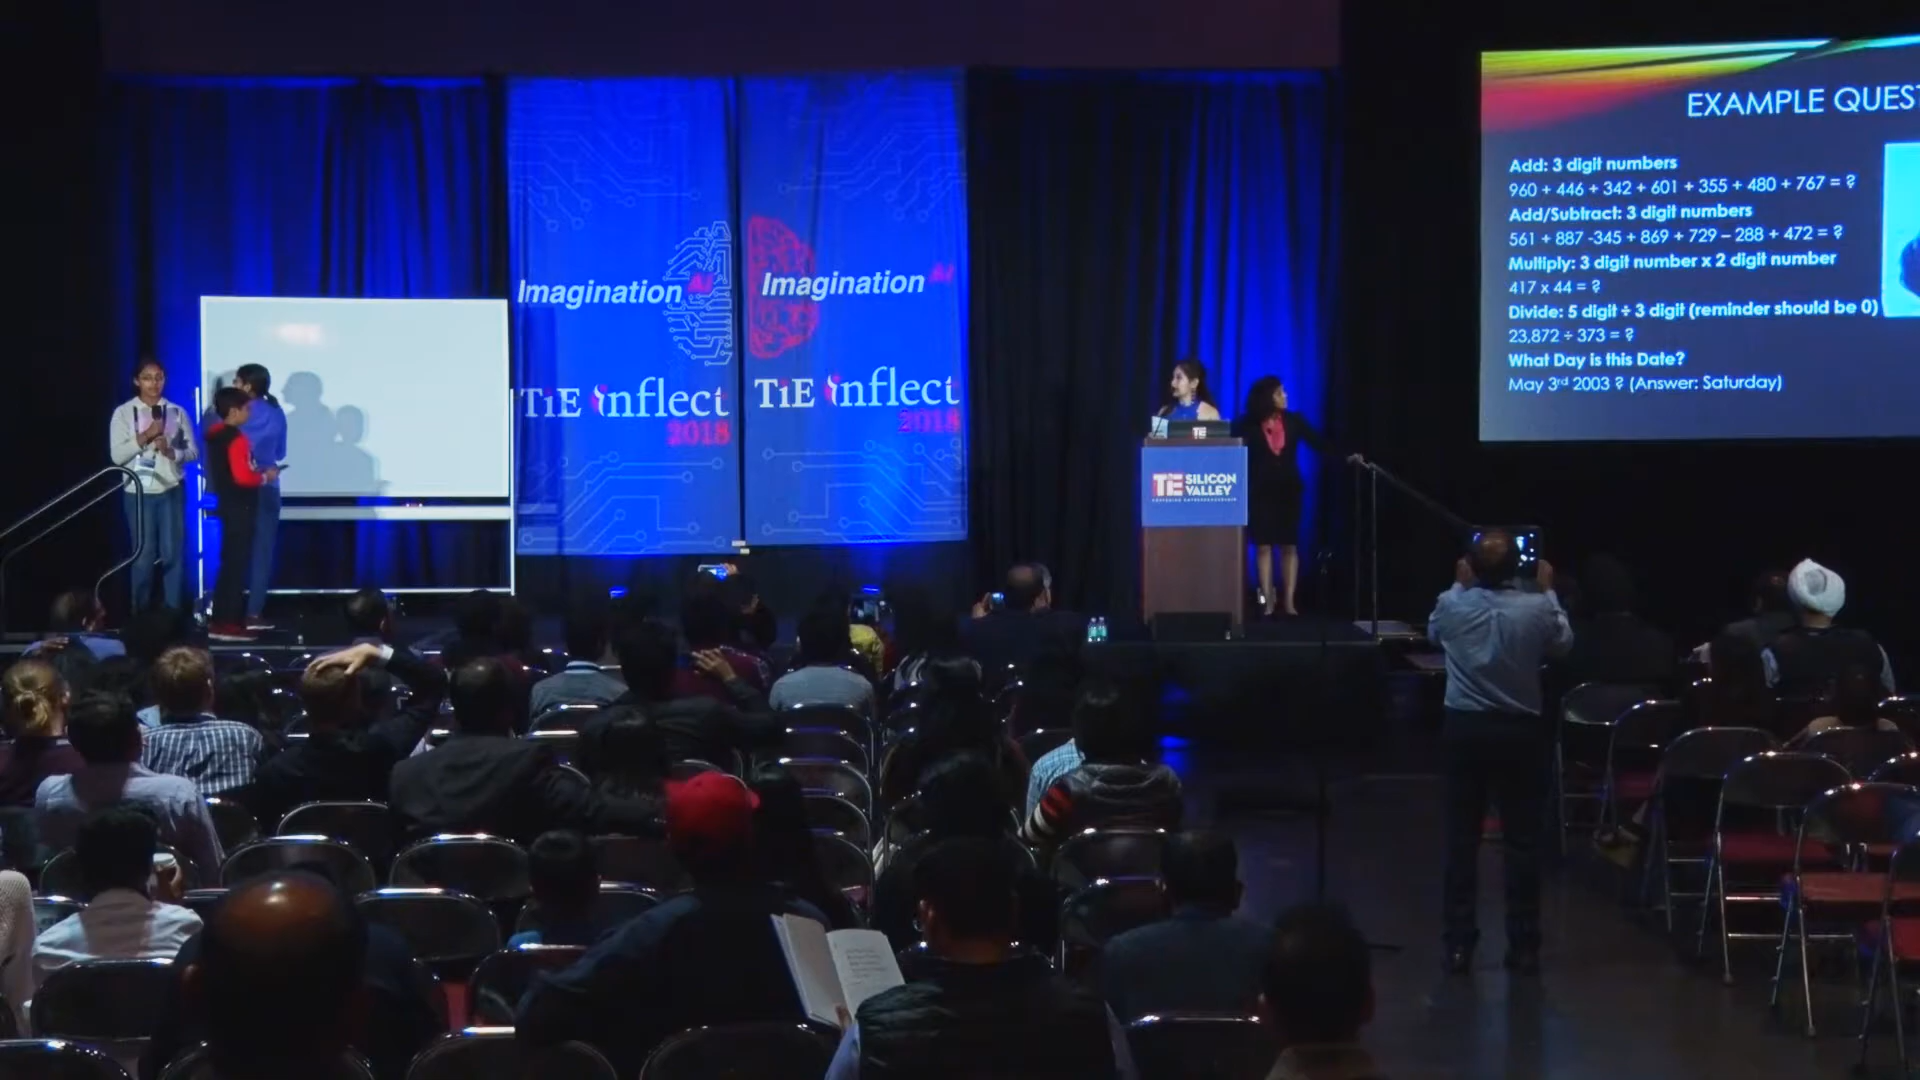 Imagination AI
TiE inflect
2018
Imagination AI
TiE inflect
2018
TiE SILICON
VALLEY
EXAMPLE QUEST
Add: 3 digit numbers
960 + 446 + 342 + 601 + 355 + 480 + 767 = ?
Add/Subtract: 3 digit numbers
561 + 887 -345 + 869 + 729 – 288 + 472 = ?
Multiply: 3 digit number x 2 digit number
417 x 44 = ?
Divide: 5 digit ÷ 3 digit (reminder should be 0)
23,872 ÷ 373 = ?
What Day is this Date?
May 3rd 2003 ? (Answer: Saturday)